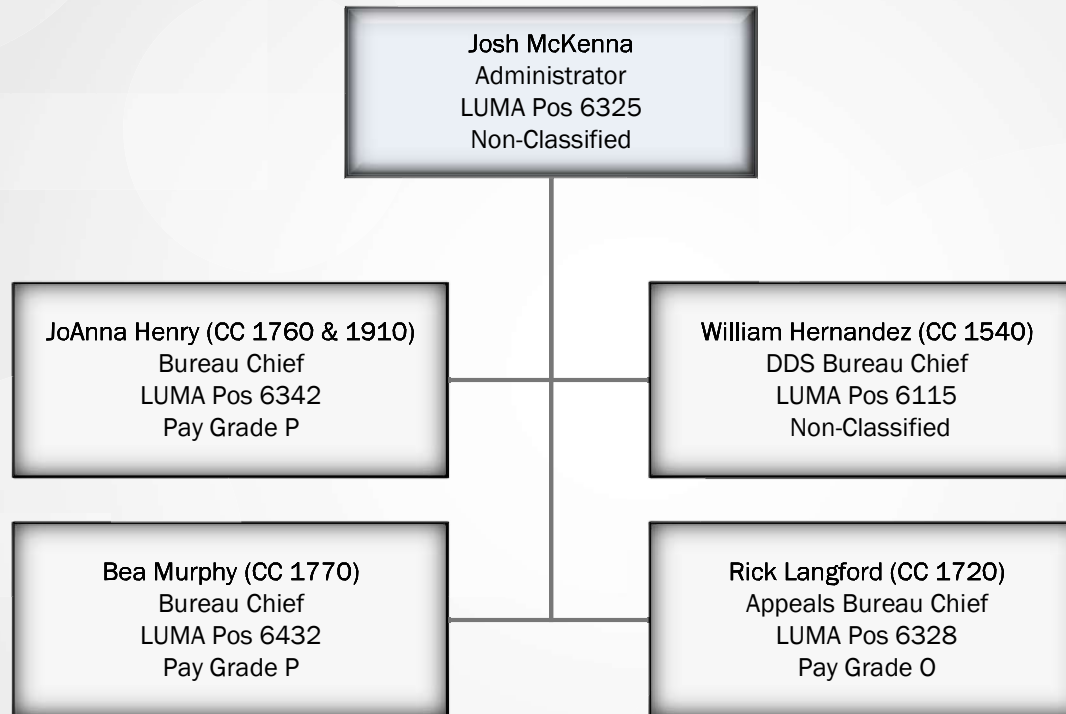 Josh McKenna
Administrator
LUMA Pos 6325
Non-Classified
JoAnna Henry (CC 1760 & 1910)
Bureau Chief
LUMA Pos 6342
Pay Grade P
William Hernandez (CC 1540)
DDS Bureau Chief
LUMA Pos 6115
Non-Classified
Bea Murphy (CC 1770)
Bureau Chief
LUMA Pos 6432
Pay Grade P
Rick Langford (CC 1720)
Appeals Bureau Chief
LUMA Pos 6328
Pay Grade O